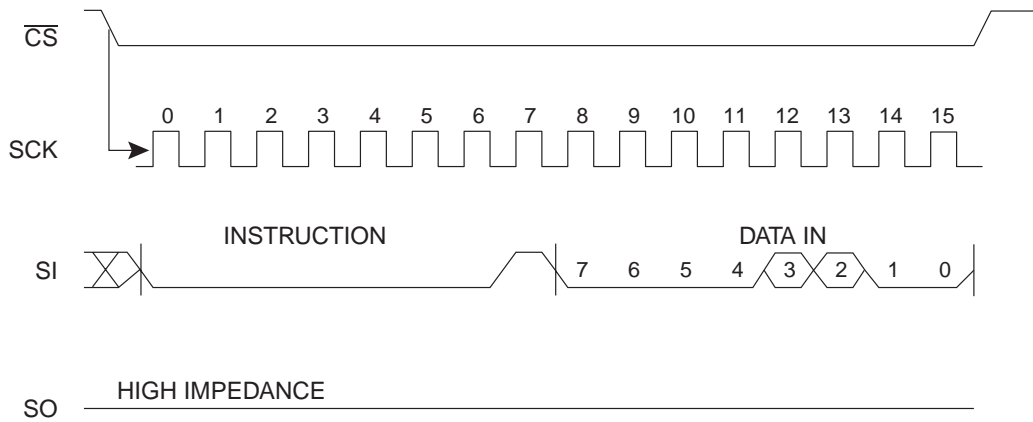 CS
0 1 2 3 4 5 6 7 8 9 10 11 12 13 14 15
SCK
INSTRUCTION DATA IN
SI 7 6 5 4 3 2 1 0
HIGH IMPEDANCE
SO